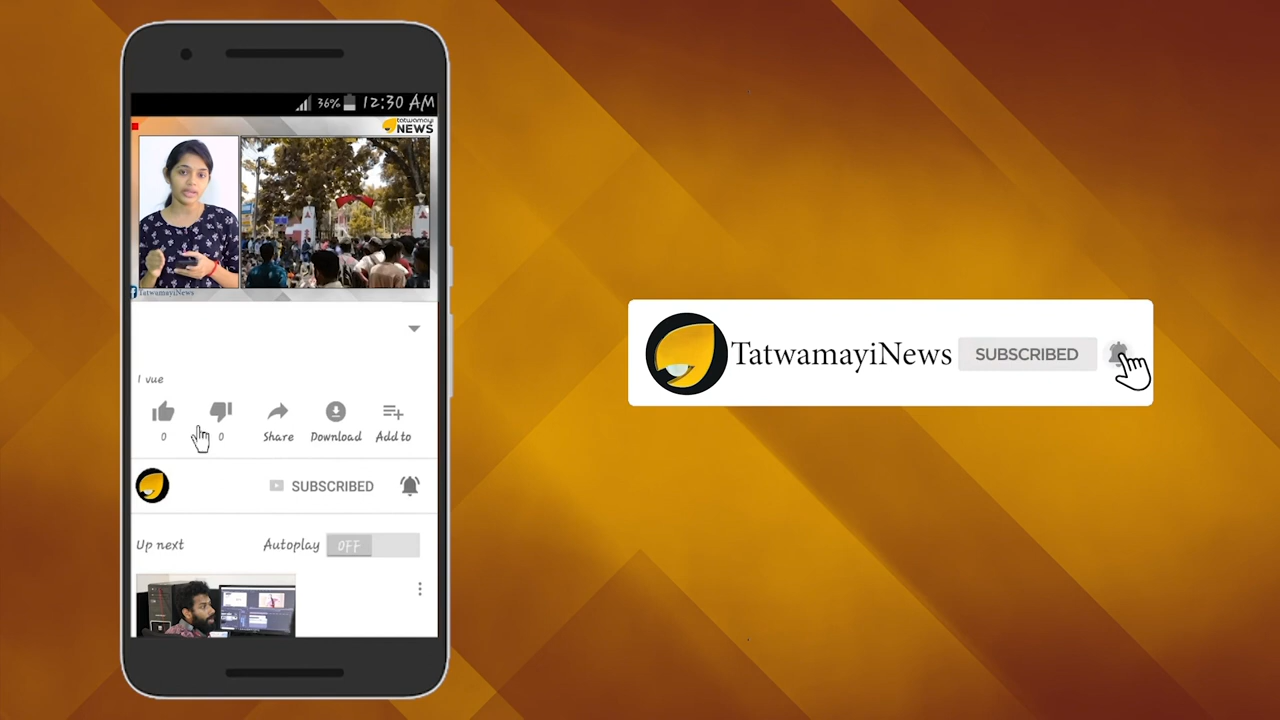 36% 12:30 AM
tatwamayi
NEWS
TatwamayiNews
1 vue
0 0 Share Download Add to
SUBSCRIBED
Up next Autoplay OFF
TatwamayiNews SUBSCRIBED